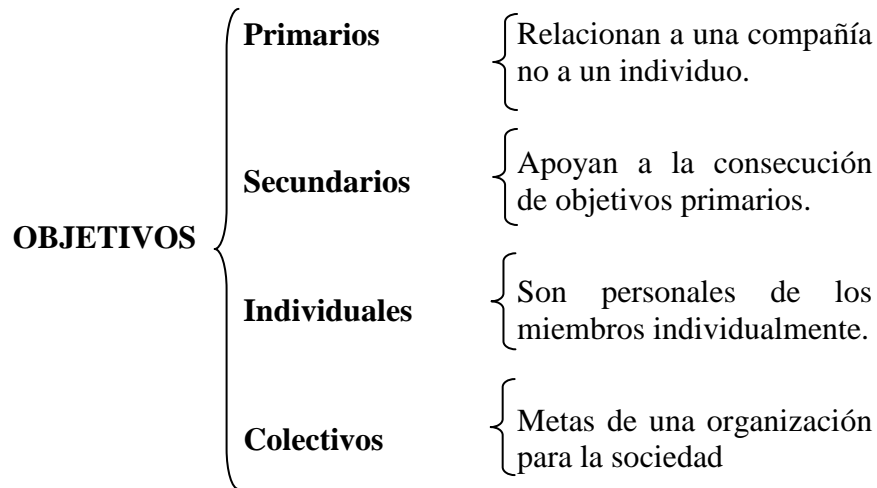 Primarios
Relacionan a una compañía
no a un individuo.
Secundarios
Apoyan a la consecución
de objetivos primarios.
OBJETIVOS
Individuales
Son personales de los
miembros individualmente.
Colectivos
Metas de una organización
para la sociedad